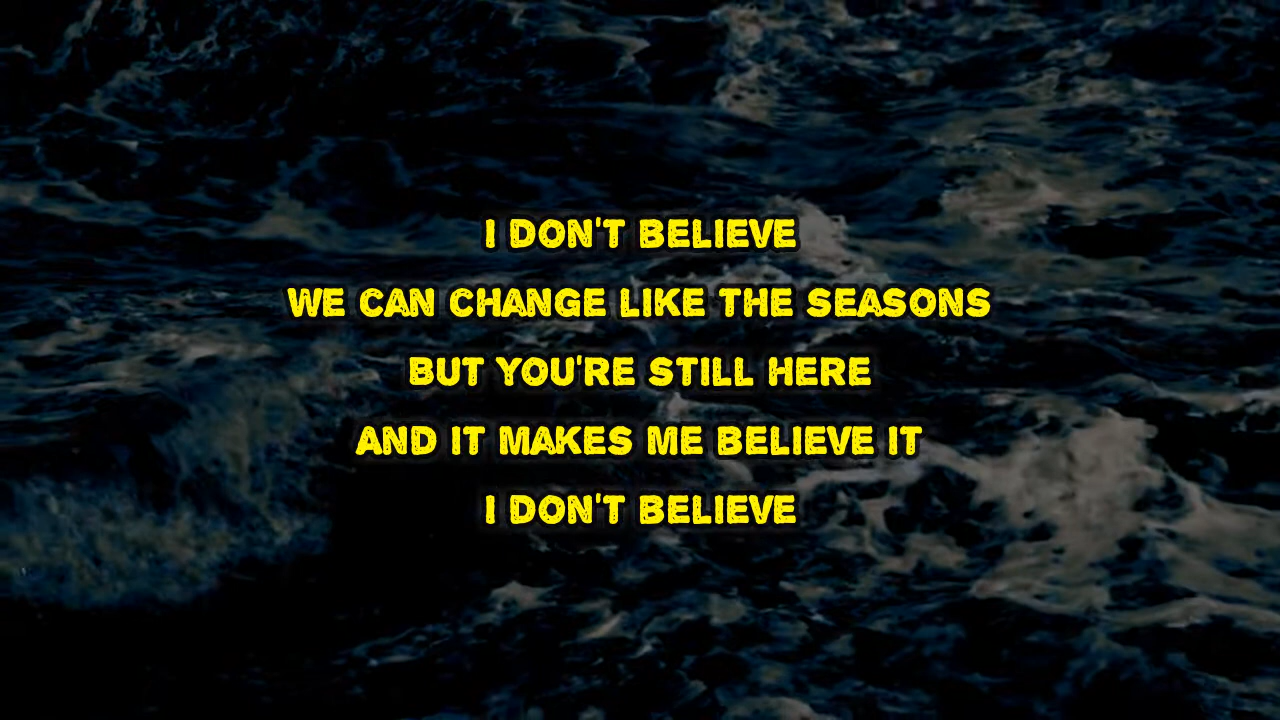 I DON'T BELIEVE
WE CAN CHANGE LIKE THE SEASONS
BUT YOU'RE STILL HERE
AND IT MAKES ME BELIEVE IT
I DON'T BELIEVE